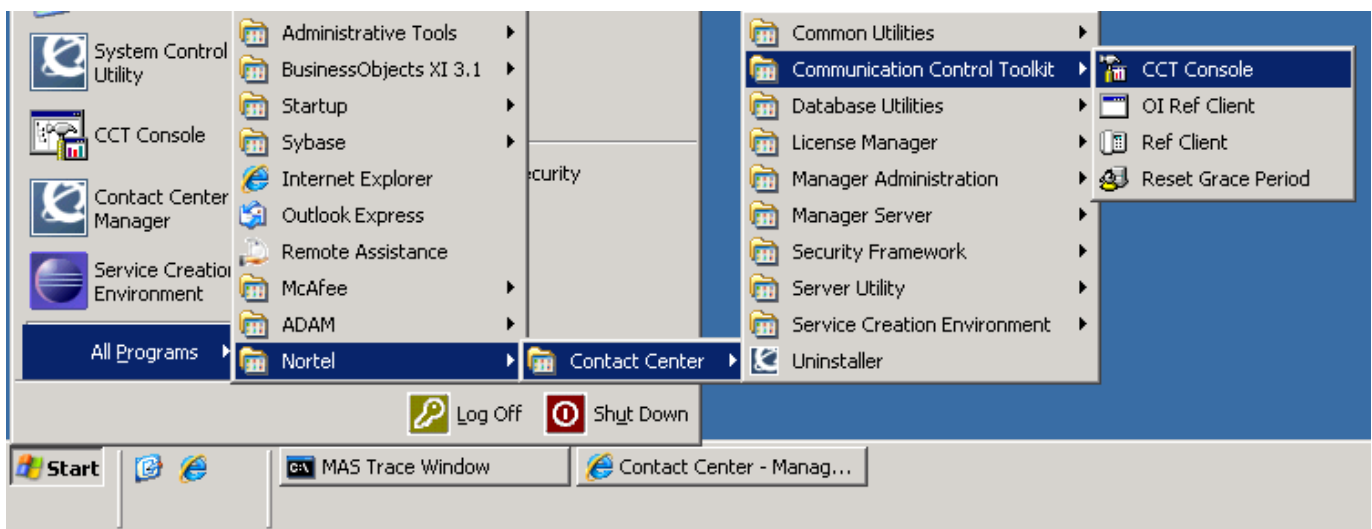 System Control
Utility
CCT Console
Contact Center
Manager
Service Creation
Environment
All Programs
Administrative Tools
BusinessObjects XI 3.1
Startup
Sybase
Internet Explorer
Outlook Express
Remote Assistance
McAfee
ADAM
Nortel
ecurity
Contact Center
Common Utilities
Communication Control Toolkit
Database Utilities
License Manager
Manager Administration
Manager Server
Security Framework
Server Utility
Service Creation Environment
Uninstaller
CCT Console
OI Ref Client
Ref Client
Reset Grace Period
Log Off
Shut Down
Start
MAS Trace Window
Contact Center - Manag...